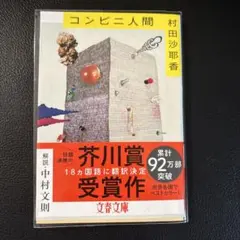 コンビニ人間
村田沙耶香
芥川賞
18ヵ国語に翻訳決定
受賞作
累計
92万部
突破
解説・中村文則
文春文庫